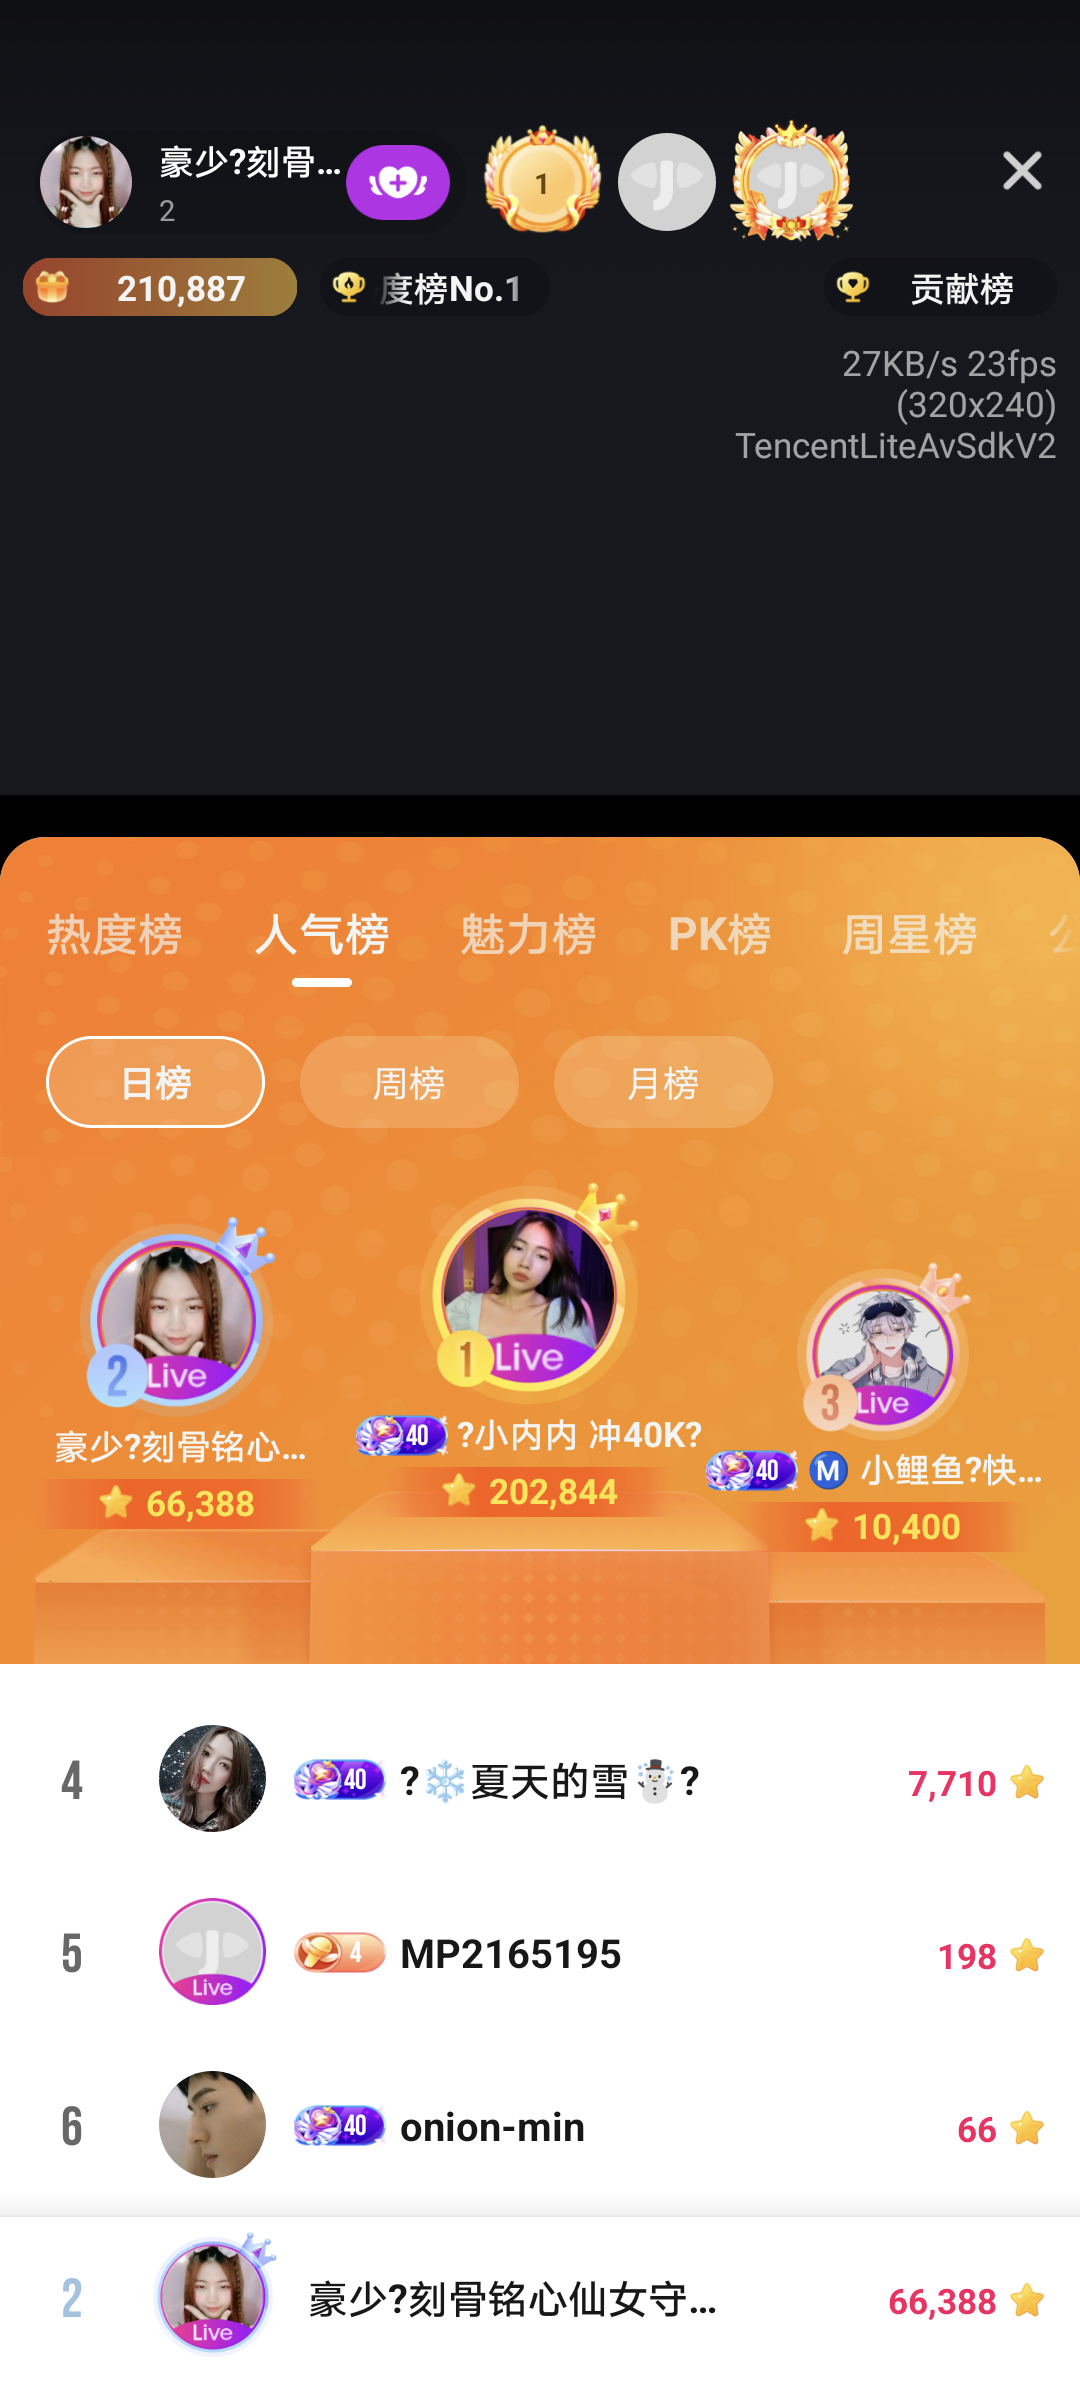 豪少?刻骨...
2
1
210,887
度榜No.1
贡献榜
27KB/s 23fps
(320x240)
TencentLiteAvSdkV2
热度榜
人气榜
魅力榜
PK榜
周星榜
日榜
周榜
月榜
2
Live
豪少?刻骨铭心...
66,388
1
Live
40
?小内内 冲40K?
202,844
3
Live
40
M
小鲤鱼?快...
10,400
4
40
?❄️夏天的雪☃️?
7,710
5
Live
4
MP2165195
198
6
40
onion-min
66
2
Live
豪少?刻骨铭心仙女守...
66,388